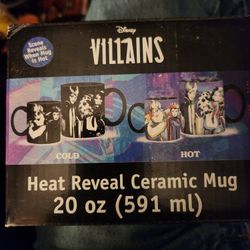 Disney
VILLAINS
Scene
Reveals
When Mug
is Hot
COLD
HOT
Heat Reveal Ceramic Mug
20 oz (591 ml)